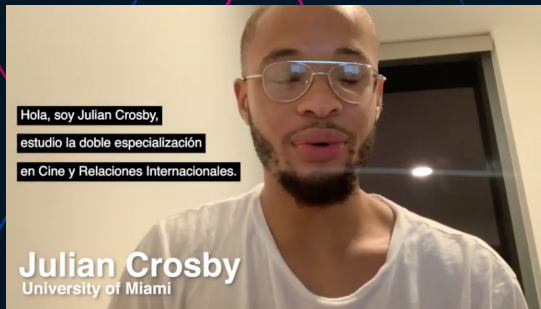 Hola, soy Julian Crosby,
estudio la doble especialización
en Cine y Relaciones Internacionales.
Julian Crosby
University of Miami